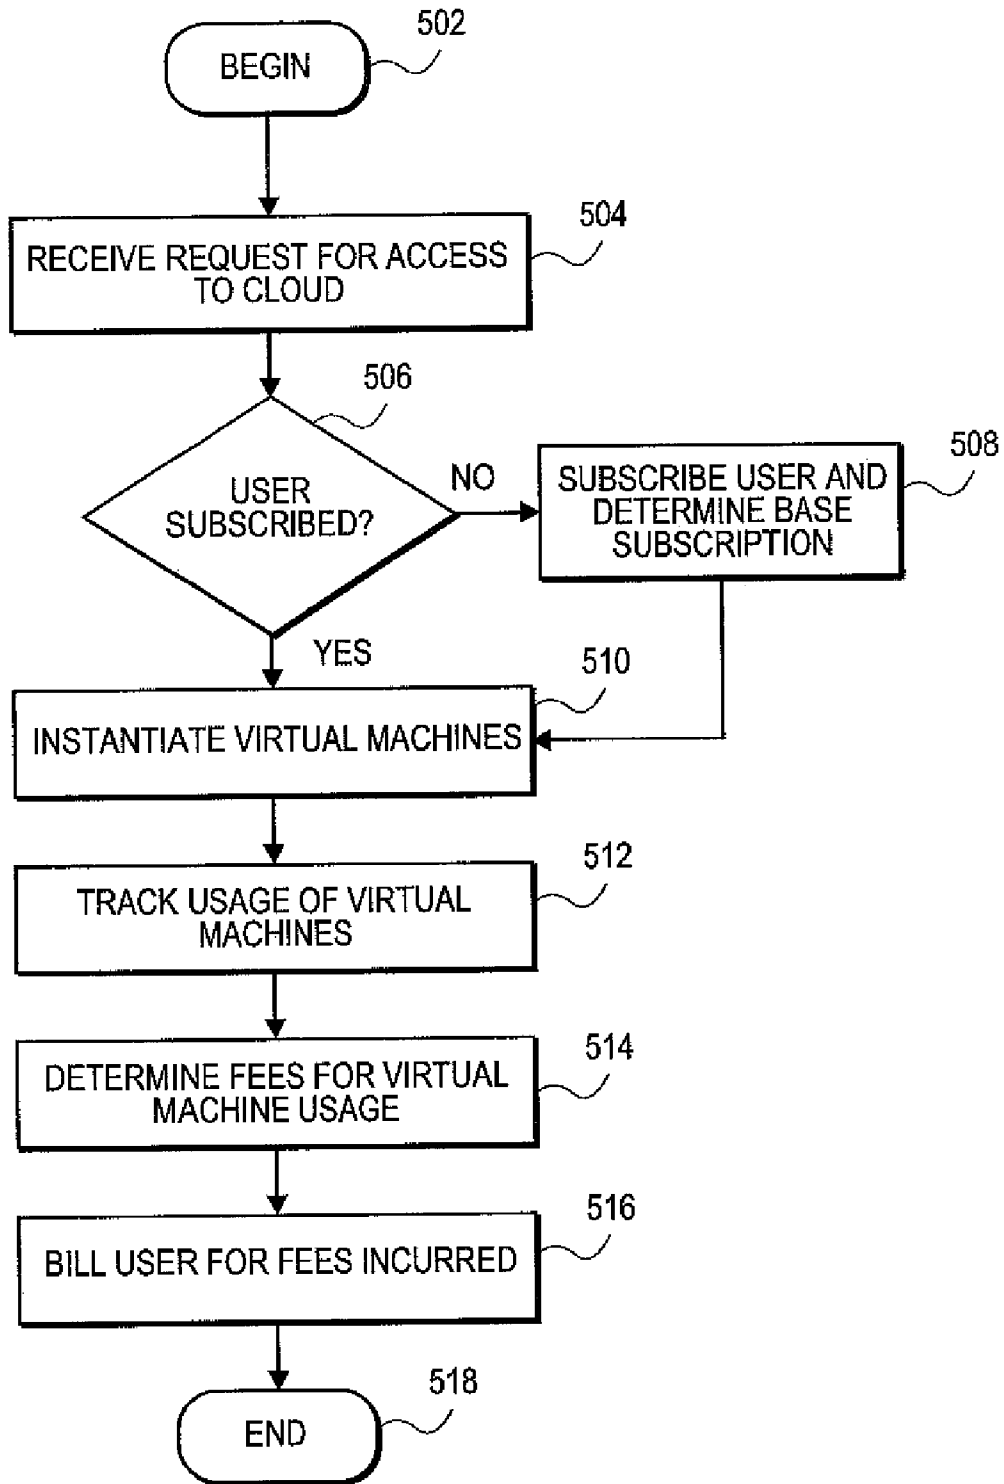 502
BEGIN
504
RECEIVE REQUEST FOR ACCESS
TO CLOUD
506
USER
SUBSCRIBED?
NO
508
SUBSCRIBE USER AND
DETERMINE BASE
SUBSCRIPTION
YES
510
INSTANTIATE VIRTUAL MACHINES
512
TRACK USAGE OF VIRTUAL
MACHINES
514
DETERMINE FEES FOR VIRTUAL
MACHINE USAGE
516
BILL USER FOR FEES INCURRED
518
END